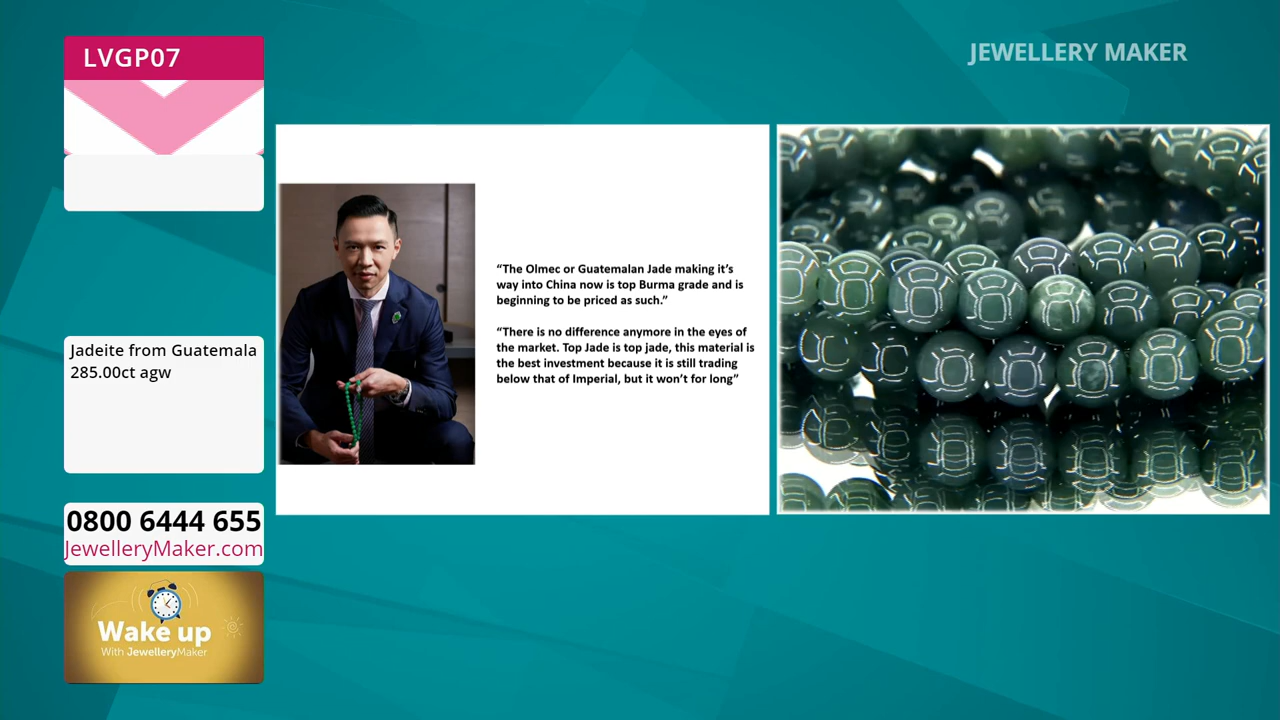 LVGP07
JEWELLERY MAKER
“The Olmec or Guatemalan Jade making it’s
way into China now is top Burma grade and is
beginning to be priced as such.”
“There is no difference anymore in the eyes of
the market. Top Jade is top jade, this material is
the best investment because it is still trading
below that of Imperial, but it won’t for long”
Jadeite from Guatemala
285.00ct agw
0800 6444 655
JewelleryMaker.com
Wake up
With JewelleryMaker